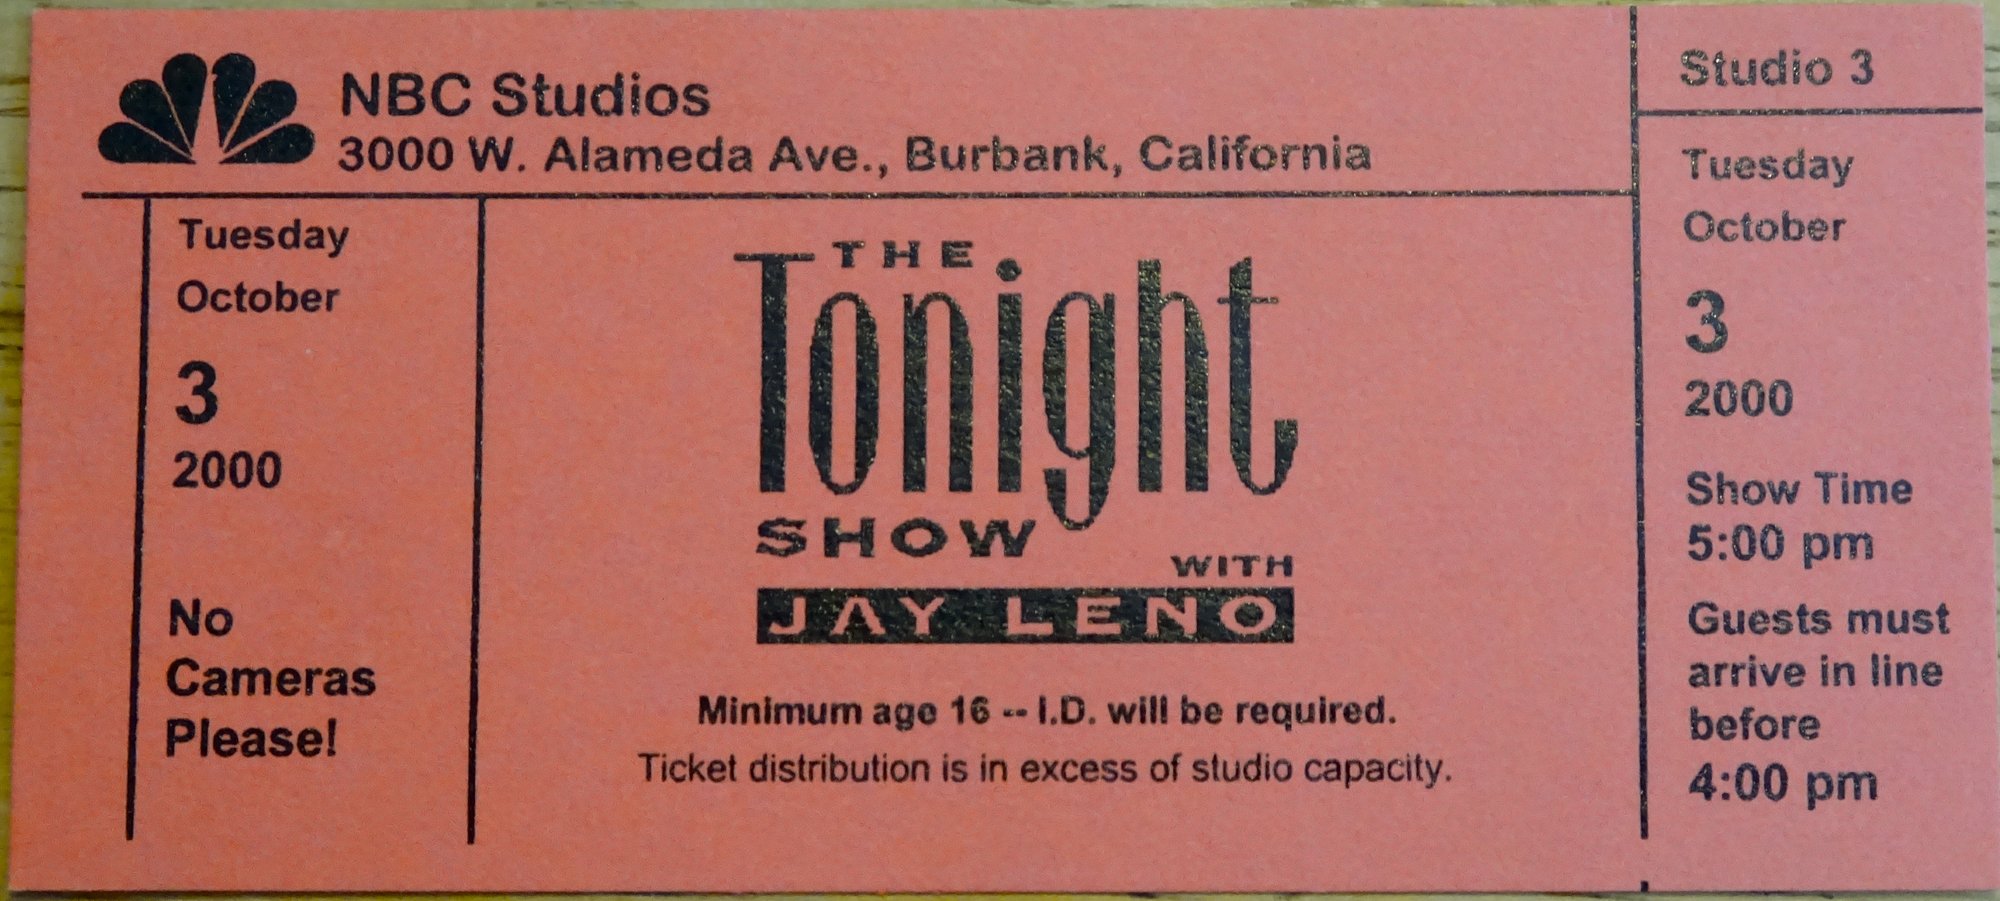 NBC Studios
3000 W. Alameda Ave., Burbank, California
Tuesday
October
3
2000
No
Cameras
Please!
THE
Tonight
SHOW
WITH
JAY LENO
Minimum age 16 -- I.D. will be required.
Ticket distribution is in excess of studio capacity.
Studio 3
Tuesday
October
3
2000
Show Time
5:00 pm
Guests must
arrive in line
before
4:00 pm